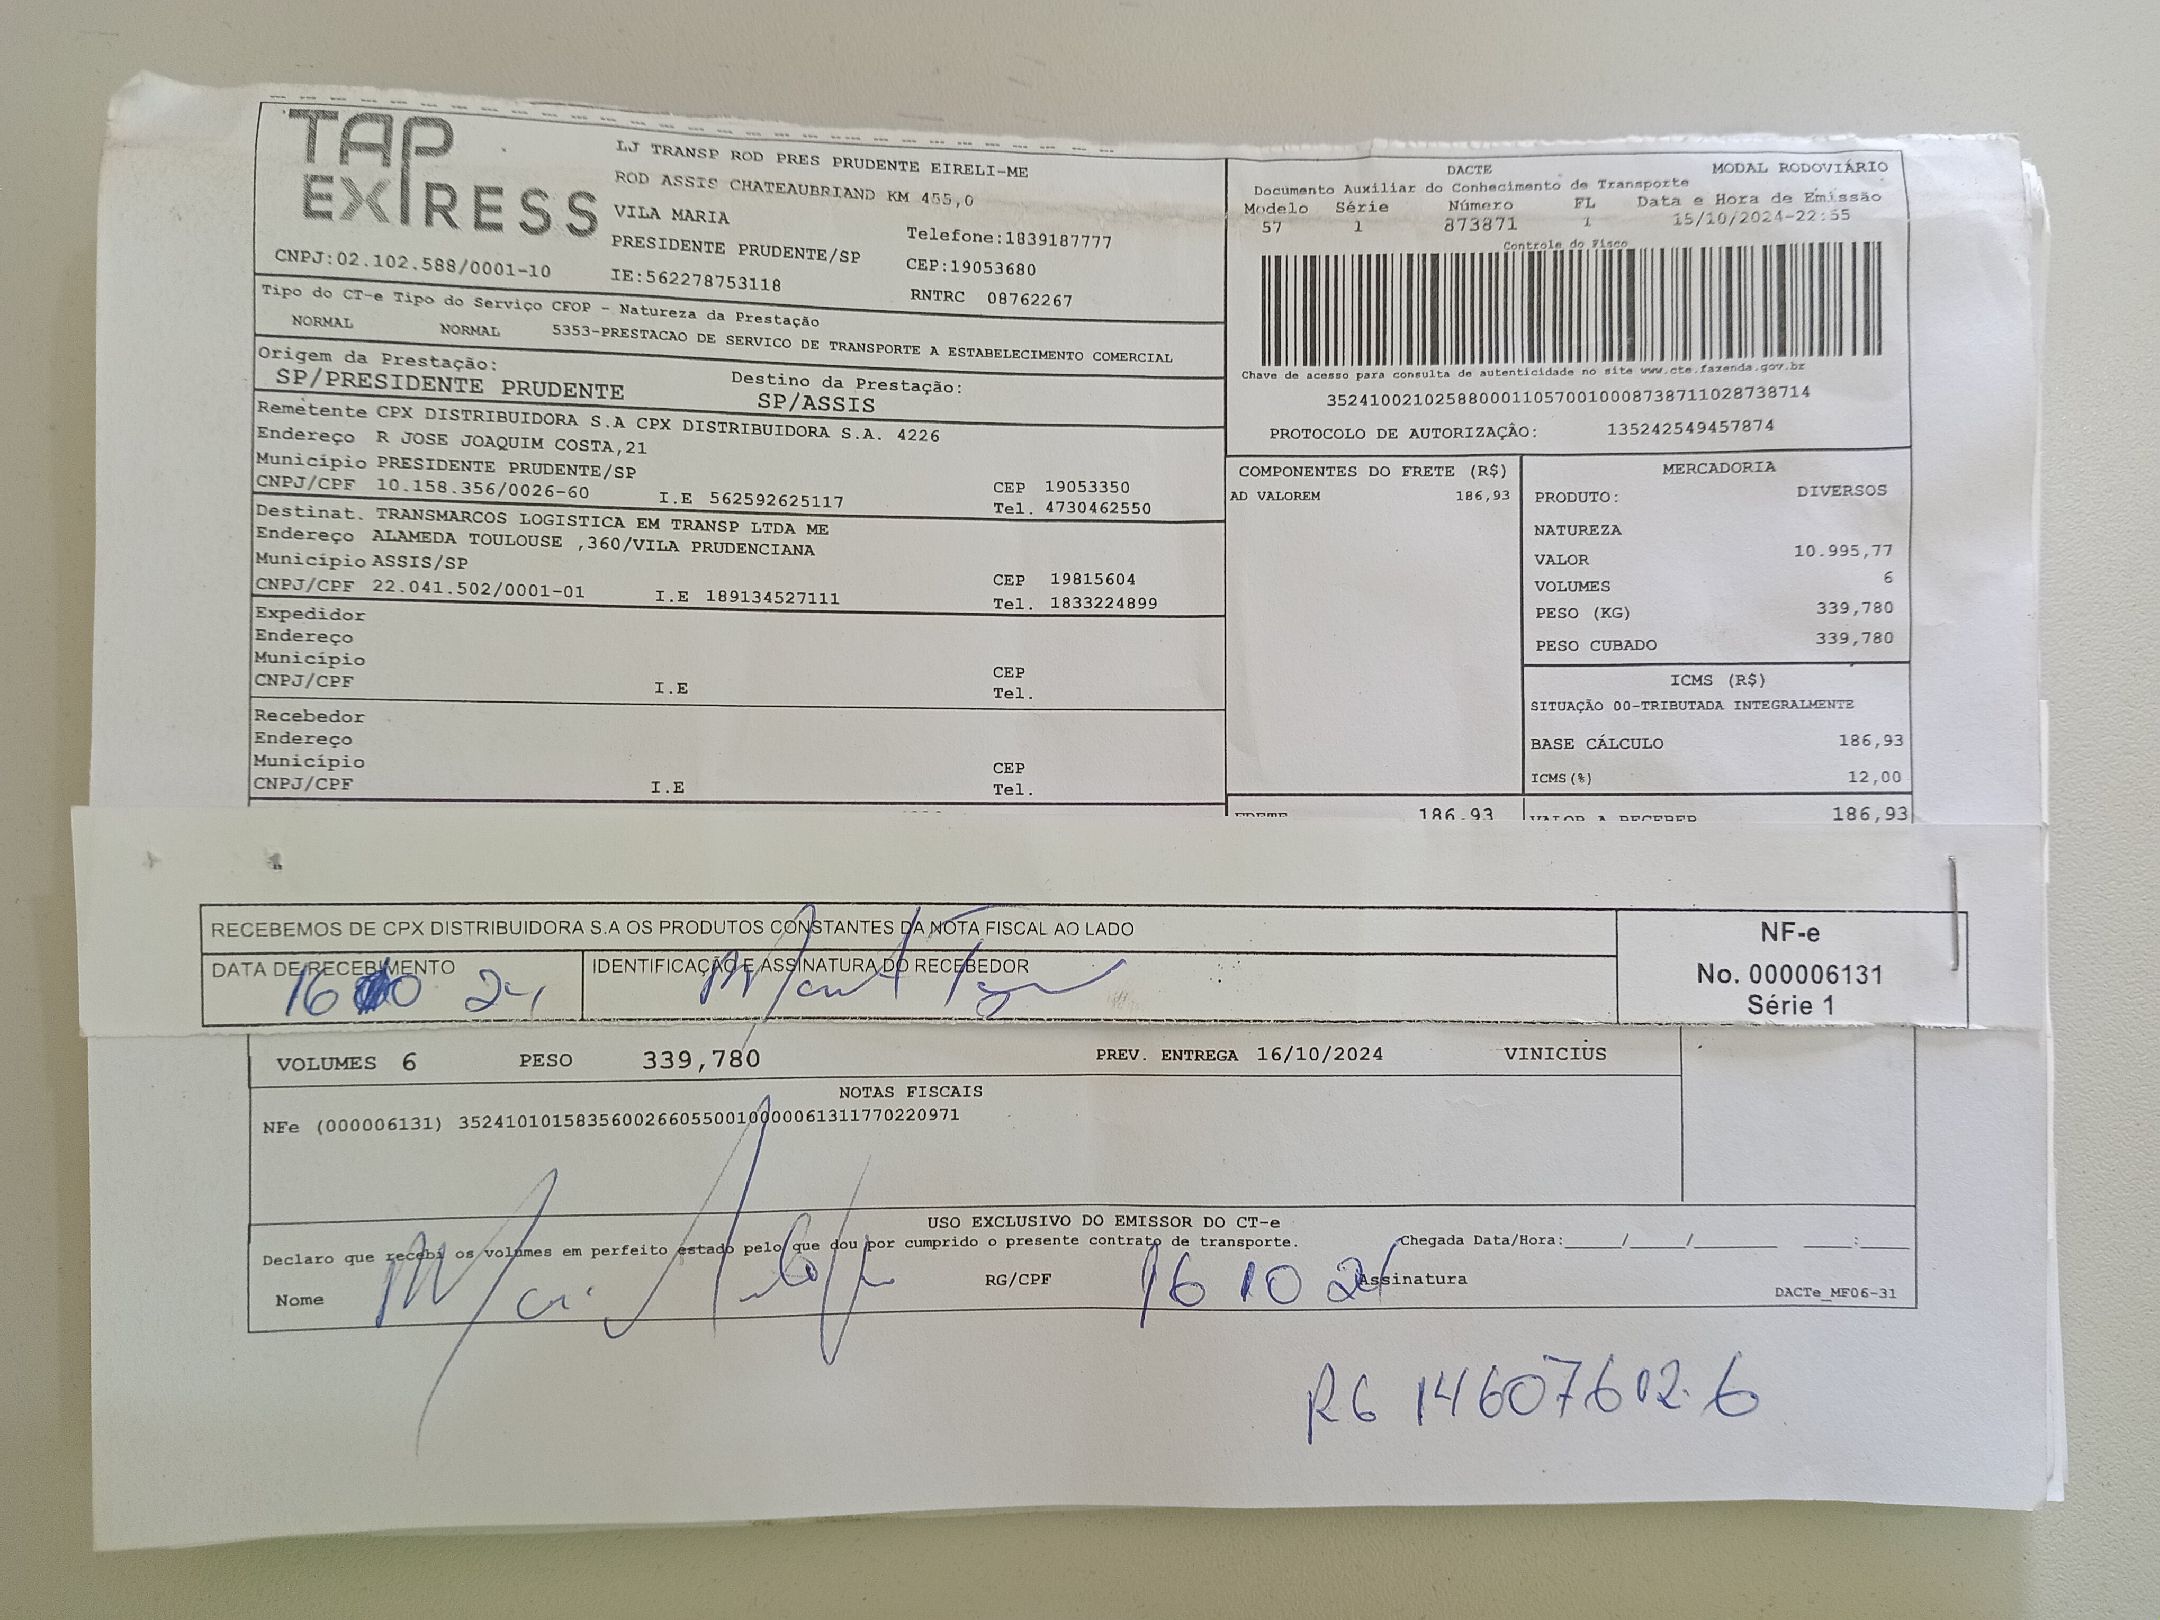 TAP EXPRESS
LJ TRANSP ROD PRES PRUDENTE EIRELI-ME
ROD ASSIS CHATEAUBRIAND KM 455,0
VILA MARIA
Telefone:1839187777
PRESIDENTE PRUDENTE/SP
CEP:19053680
CNPJ:02.102.588/0001-10
IE:562278753118
RNTRC 08762267
Tipo do CT-e Tipo do Serviço CFOP - Natureza da Prestação
NORMAL NORMAL 5353-PRESTACAO DE SERVICO DE TRANSPORTE A ESTABELECIMENTO COMERCIAL
Origem da Prestação:
SP/PRESIDENTE PRUDENTE
Destino da Prestação:
SP/ASSIS
Remetente CPX DISTRIBUIDORA S.A CPX DISTRIBUIDORA S.A. 4226
Endereço R JOSE JOAQUIM COSTA,21
Município PRESIDENTE PRUDENTE/SP
CEP 19053350
CNPJ/CPF 10.158.356/0026-60 I.E 562592625117 Tel. 4730462550
Destinat. TRANSMARCOS LOGISTICA EM TRANSP LTDA ME
Endereço ALAMEDA TOULOUSE ,360/VILA PRUDENCIANA
Município ASSIS/SP
CEP 19815604
CNPJ/CPF 22.041.502/0001-01 I.E 189134527111 Tel. 1833224899
Expedidor
Endereço
Município CEP
CNPJ/CPF I.E Tel.
Recebedor
Endereço
Município CEP
CNPJ/CPF I.E Tel.
DACTE MODAL RODOVIÁRIO
Documento Auxiliar do Conhecimento de Transporte
Modelo Série Número FL Data e Hora de Emissão
57 1 873871 1 15/10/2024-22:55
Controle do Fisco
Chave de acesso para consulta de autenticidade no site www.cte.fazenda.gov.br
35241002102588000110570010008738711028738714
PROTOCOLO DE AUTORIZAÇÃO: 135242549457874
COMPONENTES DO FRETE (R$)
AD VALOREM 186,93
MERCADORIA
PRODUTO: DIVERSOS
NATUREZA
VALOR 10.995,77
VOLUMES 6
PESO (KG) 339,780
PESO CUBADO 339,780
ICMS (R$)
SITUAÇÃO 00-TRIBUTADA INTEGRALMENTE
BASE CÁLCULO 186,93
ICMS(%) 12,00
FRETE 186,93 VALOR A RECEBER 186,93
RECEBEMOS DE CPX DISTRIBUIDORA S.A OS PRODUTOS CONSTANTES DA NOTA FISCAL AO LADO
DATA DE RECEBIMENTO
16 10 24
IDENTIFICAÇÃO E ASSINATURA DO RECEBEDOR
NF-e
No. 000006131
Série 1
VOLUMES 6 PESO 339,780 PREV. ENTREGA 16/10/2024 VINICIUS
NOTAS FISCAIS
NFe (000006131) 35241010158356002660550010000061311770220971
USO EXCLUSIVO DO EMISSOR DO CT-e
Declaro que recebi os volumes em perfeito estado pelo que dou por cumprido o presente contrato de transporte. Chegada Data/Hora:_____/_____/_______ ____:____
Nome RG/CPF 16 10 24 Assinatura
DACTe_MF06-31
RG 14607602-6